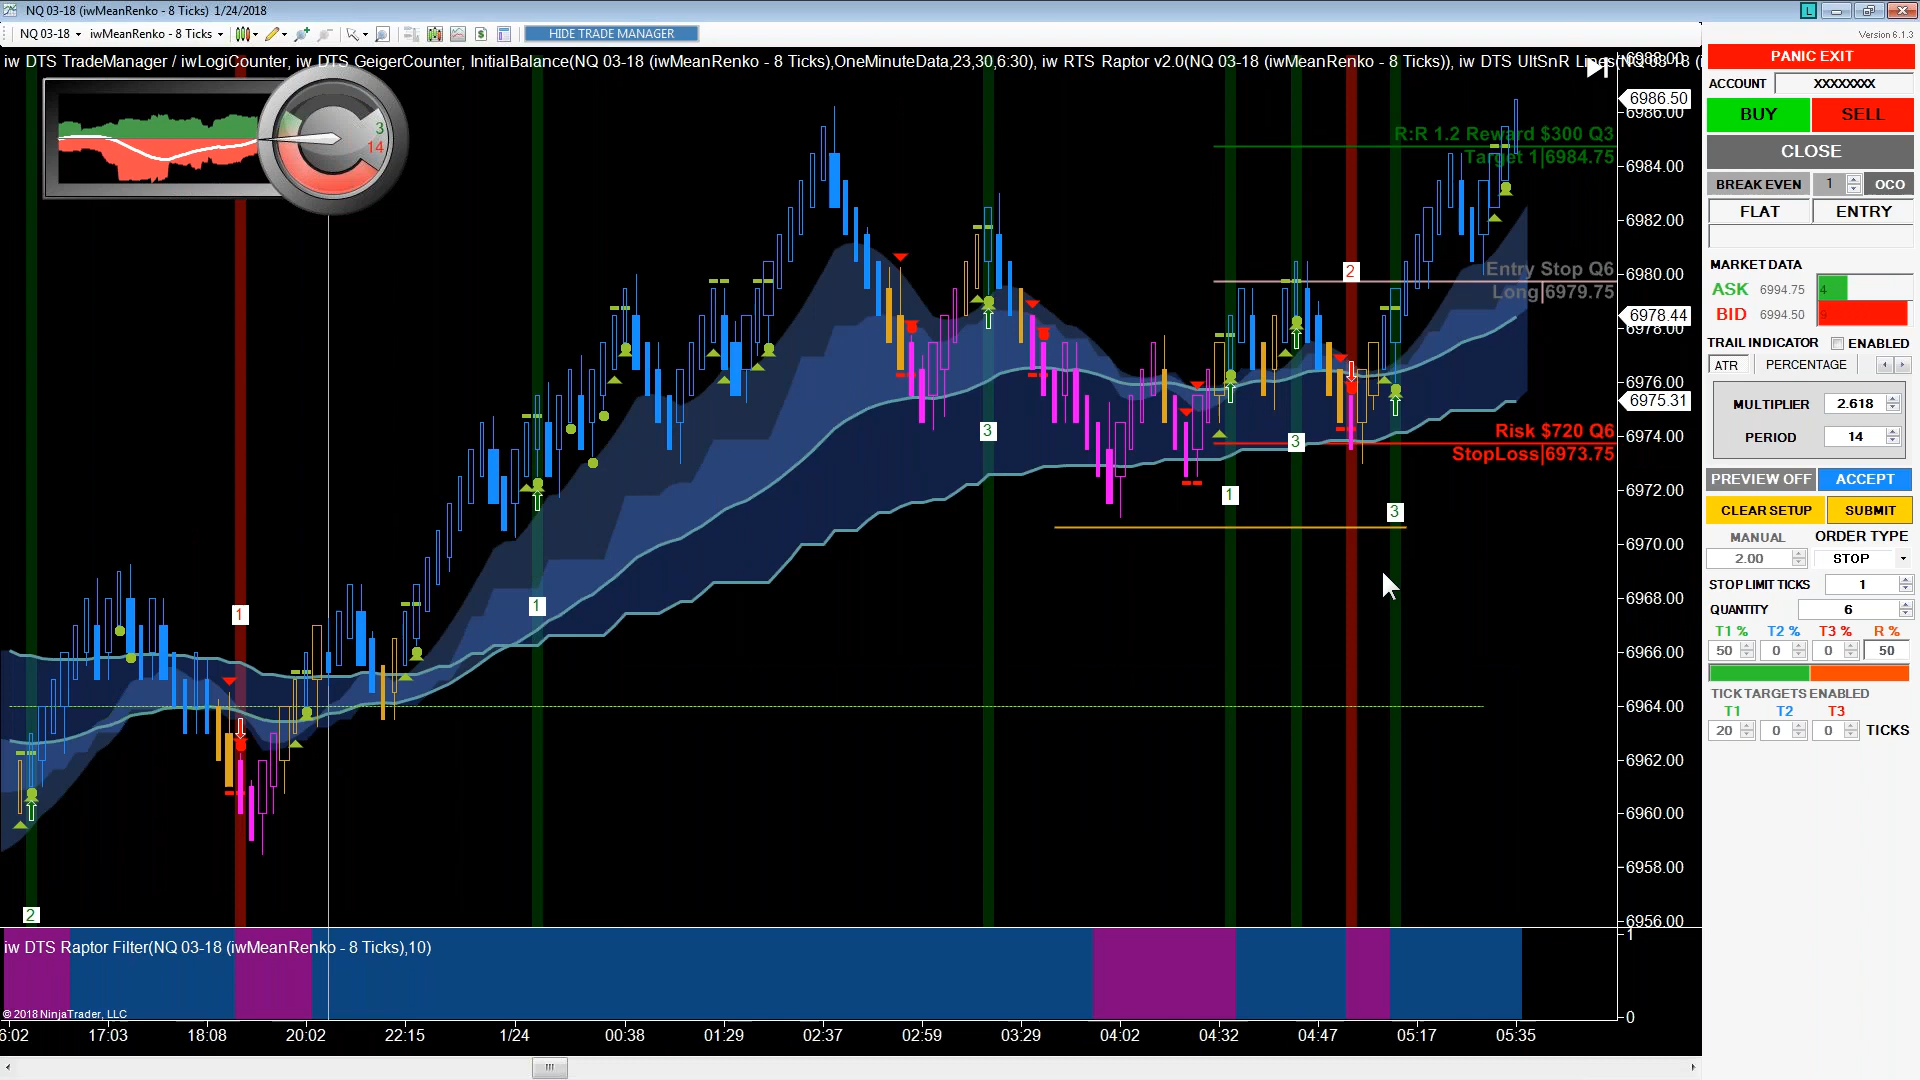 NQ 03-18 (iwMeanRenko - 8 Ticks) 1/24/2018
L
NQ 03-18 iwMeanRenko - 8 Ticks HIDE TRADE MANAGER
iw DTS TradeManager / iwLogiCounter, iw DTS GeigerCounter, InitialBalance(NQ 03-18 (iwMeanRenko - 8 Ticks),OneMinuteData,23,30,6:30), iw RTS Raptor v2.0(NQ 03-18 (iwMeanRenko - 8 Ticks)), iw DTS UltSnR Lines(NQ 03-18
3
14
R:R 1.2 Reward $300 Q3
Target 1|6984.75
Entry Stop Q6
Long|6979.75
Risk $720 Q6
StopLoss|6973.75
2
1
1
3
1
3
2
3
6988.00
6986.50
6986.00
6984.00
6982.00
6980.00
6978.44
6978.00
6976.00
6975.31
6974.00
6972.00
6970.00
6968.00
6966.00
6964.00
6962.00
6960.00
6958.00
6956.00
iw DTS Raptor Filter(NQ 03-18 (iwMeanRenko - 8 Ticks),10)
1
0
© 2018 NinjaTrader, LLC
6:02 17:03 18:08 20:02 22:15 1/24 00:38 01:29 02:37 02:59 03:29 04:02 04:32 04:47 05:17 05:35
Version 6.1.3
PANIC EXIT
ACCOUNT XXXXXXXX
BUY SELL
CLOSE
BREAK EVEN 1 OCO
FLAT ENTRY
MARKET DATA
ASK 6994.75 4
BID 6994.50 9
TRAIL INDICATOR ENABLED
ATR PERCENTAGE
MULTIPLIER 2.618
PERIOD 14
PREVIEW OFF ACCEPT
CLEAR SETUP SUBMIT
MANUAL ORDER TYPE
2.00 STOP
STOP LIMIT TICKS 1
QUANTITY 6
T1 % T2 % T3 % R %
50 0 0 50
TICK TARGETS ENABLED
T1 T2 T3
20 0 0 TICKS